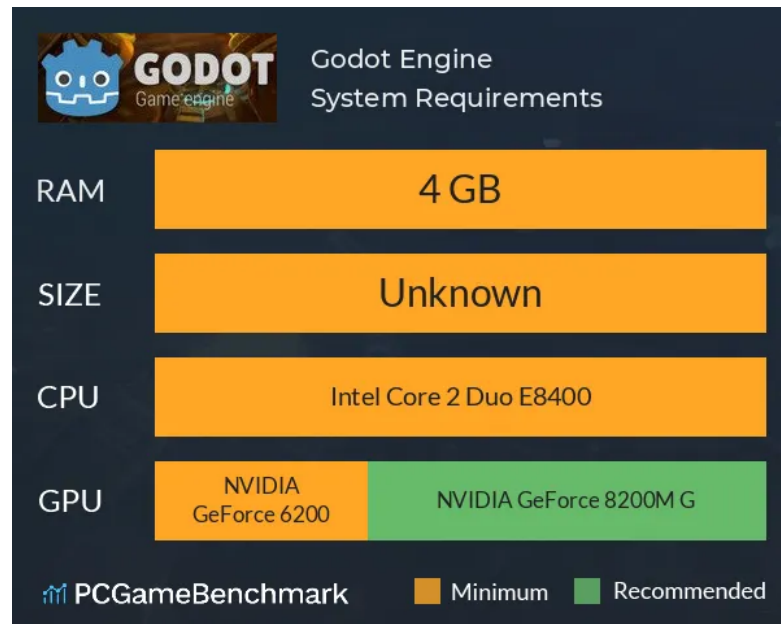 GODOT
Game engine
Godot Engine
System Requirements
RAM
4 GB
SIZE
Unknown
CPU
Intel Core 2 Duo E8400
GPU
NVIDIA
GeForce 6200
NVIDIA GeForce 8200M G
PCGameBenchmark
Minimum
Recommended